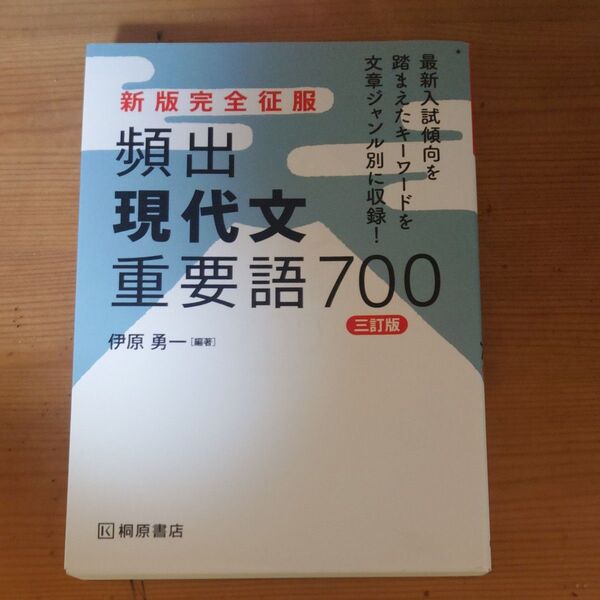 最新入試傾向を
踏まえたキーワードを
文章ジャンル別に収録！
新版完全征服
頻出
現代文
重要語700
三訂版
伊原 勇一［編著］
K 桐原書店